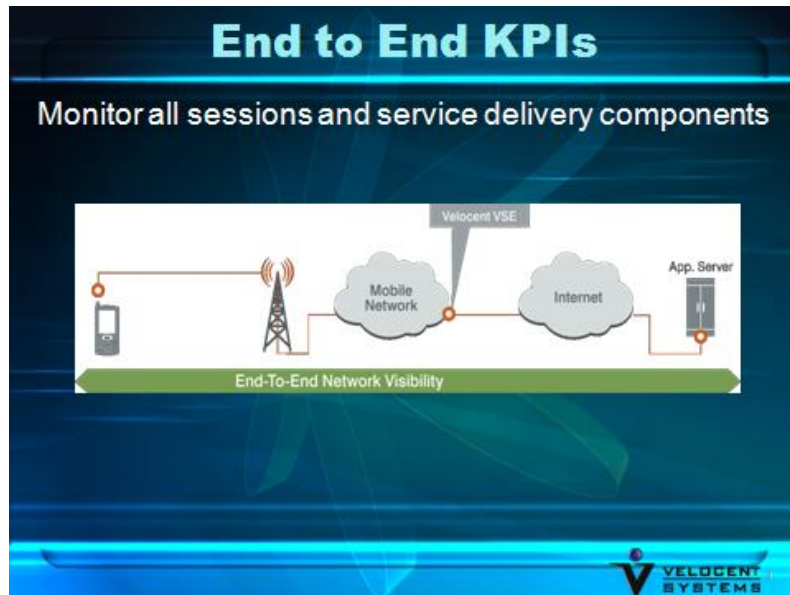 End to End KPIs
Monitor all sessions and service delivery components
Velocent VSE
App. Server
Mobile
Network
Internet
End-To-End Network Visibility
VELOCENT
SYSTEMS